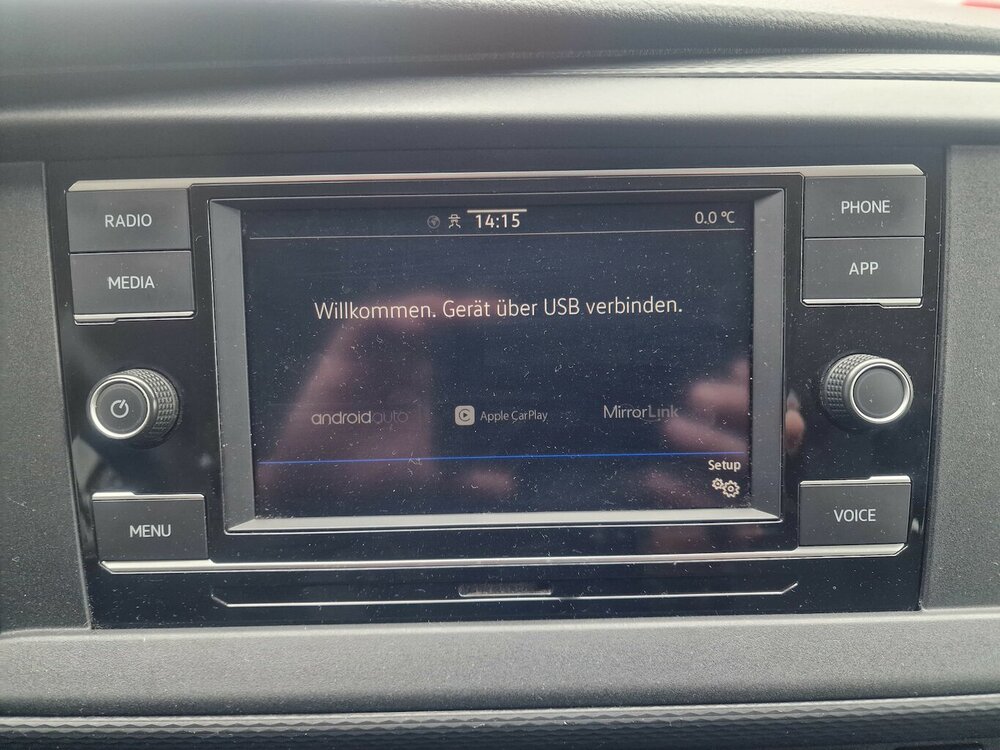 RADIO
MEDIA
MENU
14:15
0.0 °C
Willkommen. Gerät über USB verbinden.
androidauto
Apple CarPlay
MirrorLink
Setup
PHONE
APP
VOICE